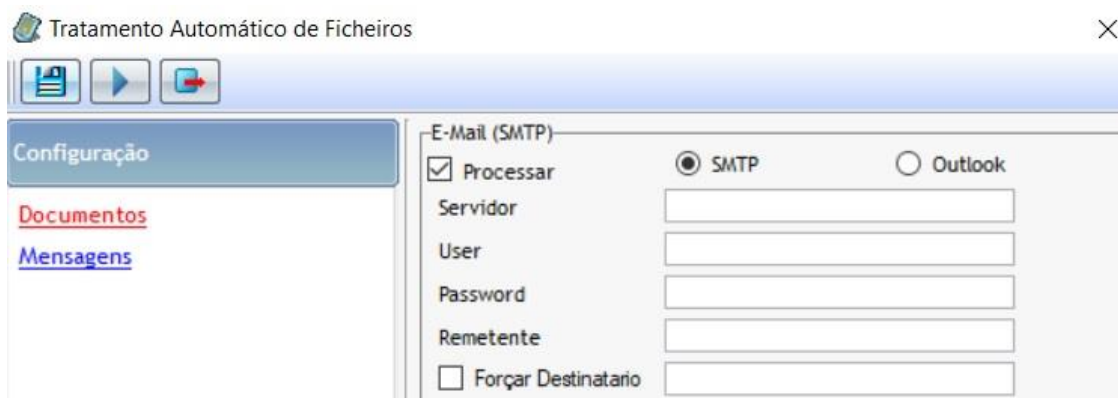 Tratamento Automático de Ficheiros
Configuração
Documentos
Mensagens
E-Mail (SMTP)
Processar SMTP Outlook
Servidor
User
Password
Remetente
Forçar Destinatario